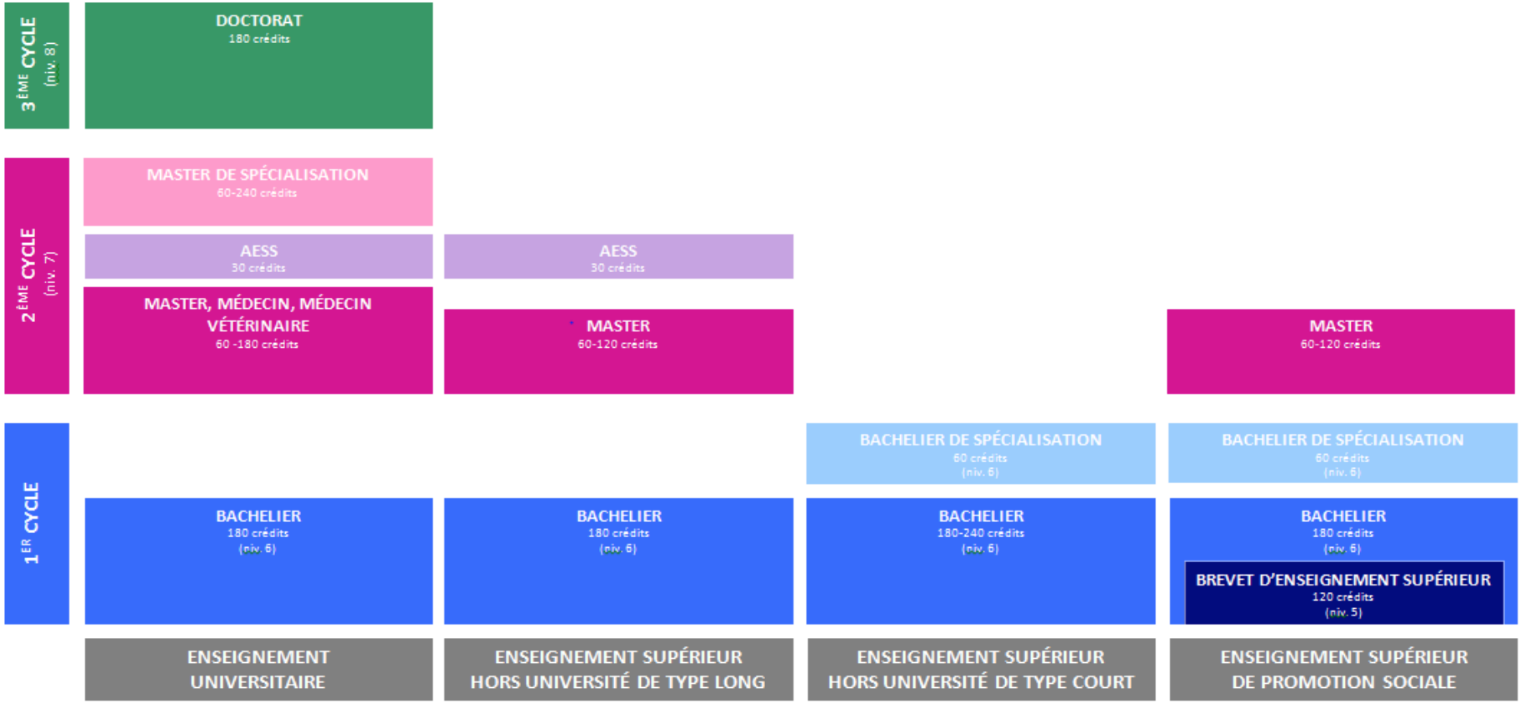 3ÈME CYCLE
(niv. 8)
DOCTORAT
180 crédits
2ÈME CYCLE
(niv. 7)
MASTER DE SPÉCIALISATION
60-240 crédits
AESS
30 crédits
AESS
30 crédits
MASTER, MÉDECIN, MÉDECIN
VÉTÉRINAIRE
60 -180 crédits
MASTER
60-120 crédits
MASTER
60-120 crédits
1ER CYCLE
BACHELIER DE SPÉCIALISATION
60 crédits
(niv. 6)
BACHELIER DE SPÉCIALISATION
60 crédits
(niv. 6)
BACHELIER
180 crédits
(niv. 6)
BACHELIER
180 crédits
(niv. 6)
BACHELIER
180-240 crédits
(niv. 6)
BACHELIER
180 crédits
(niv. 6)
BREVET D'ENSEIGNEMENT SUPÉRIEUR
120 crédits
(niv. 5)
ENSEIGNEMENT
UNIVERSITAIRE
ENSEIGNEMENT SUPÉRIEUR
HORS UNIVERSITÉ DE TYPE LONG
ENSEIGNEMENT SUPÉRIEUR
HORS UNIVERSITÉ DE TYPE COURT
ENSEIGNEMENT SUPÉRIEUR
DE PROMOTION SOCIALE